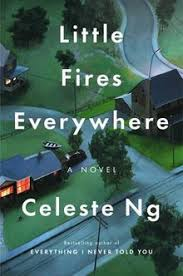 Little
Fires
Everywhere
A NOVEL
Celeste Ng
Bestselling author of
EVERYTHING I NEVER TOLD YOU